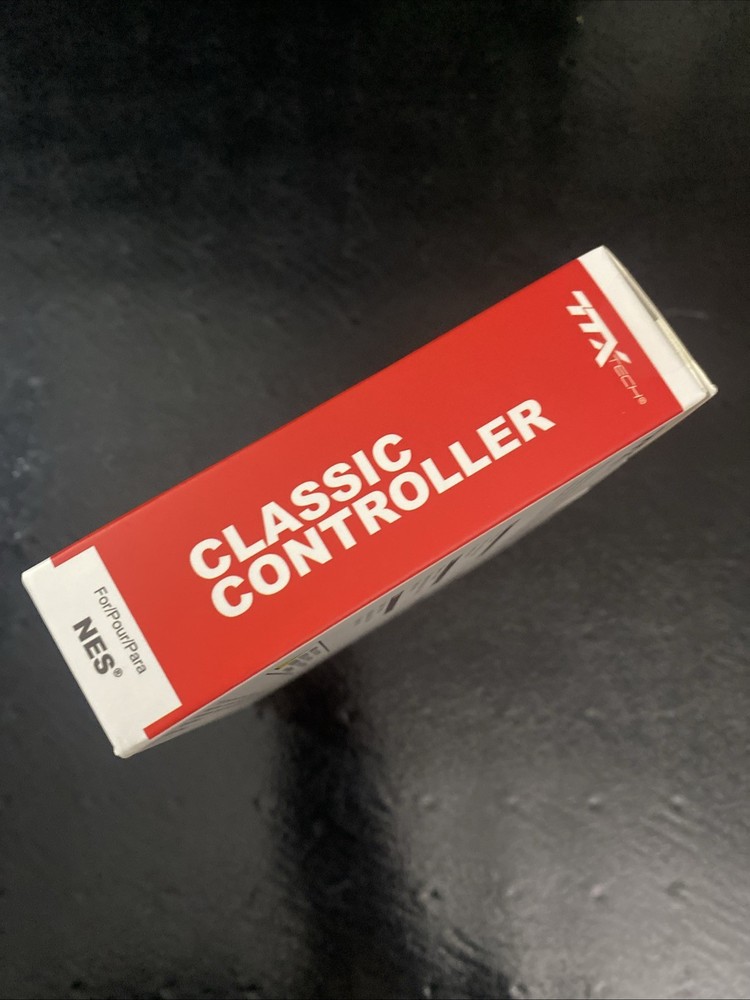 TTX
TECH®
CLASSIC
CONTROLLER
For/Pour/Para
NES®